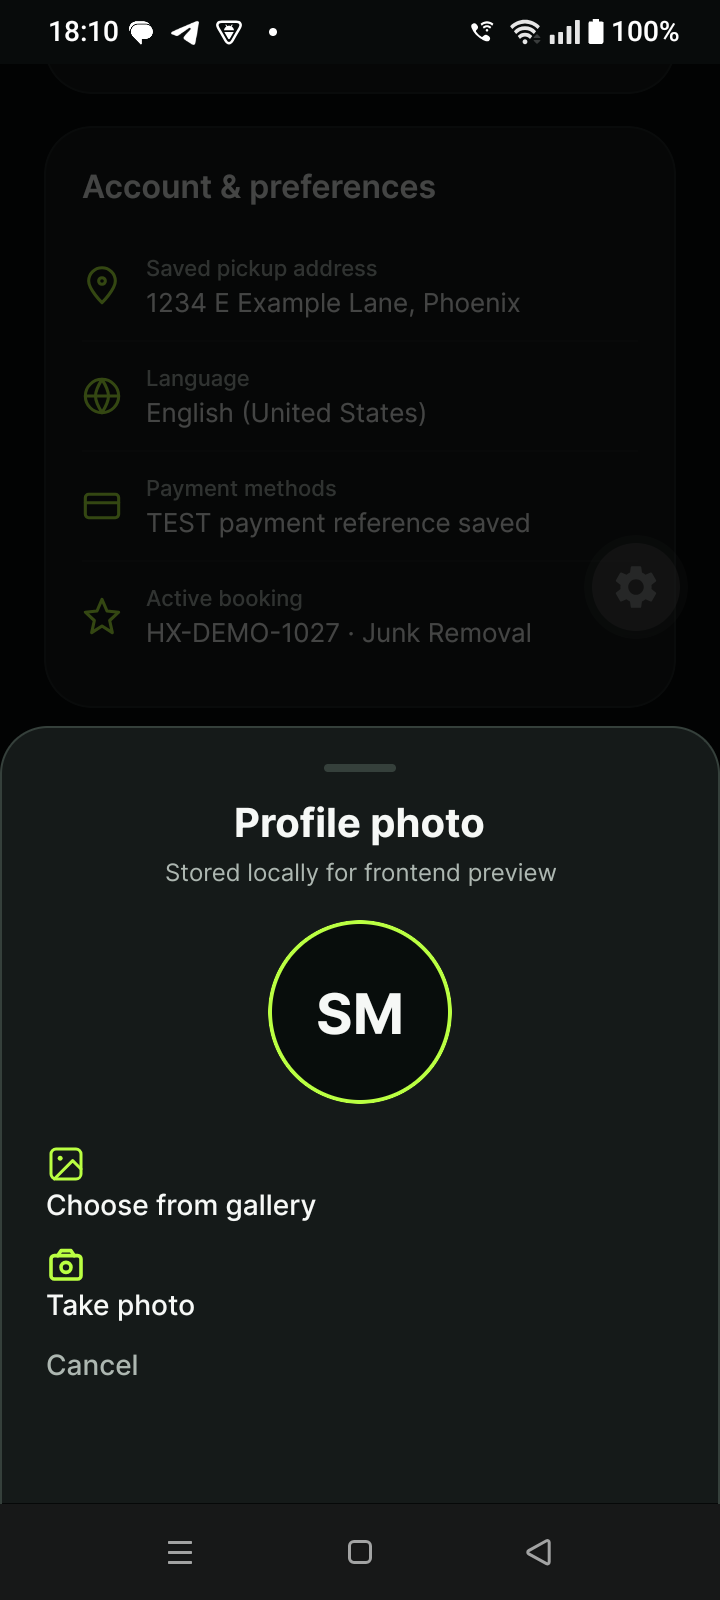 18:10
100%
Account & preferences
Saved pickup address
1234 E Example Lane, Phoenix
Language
English (United States)
Payment methods
TEST payment reference saved
Active booking
HX-DEMO-1027 · Junk Removal
Profile photo
Stored locally for frontend preview
SM
Choose from gallery
Take photo
Cancel